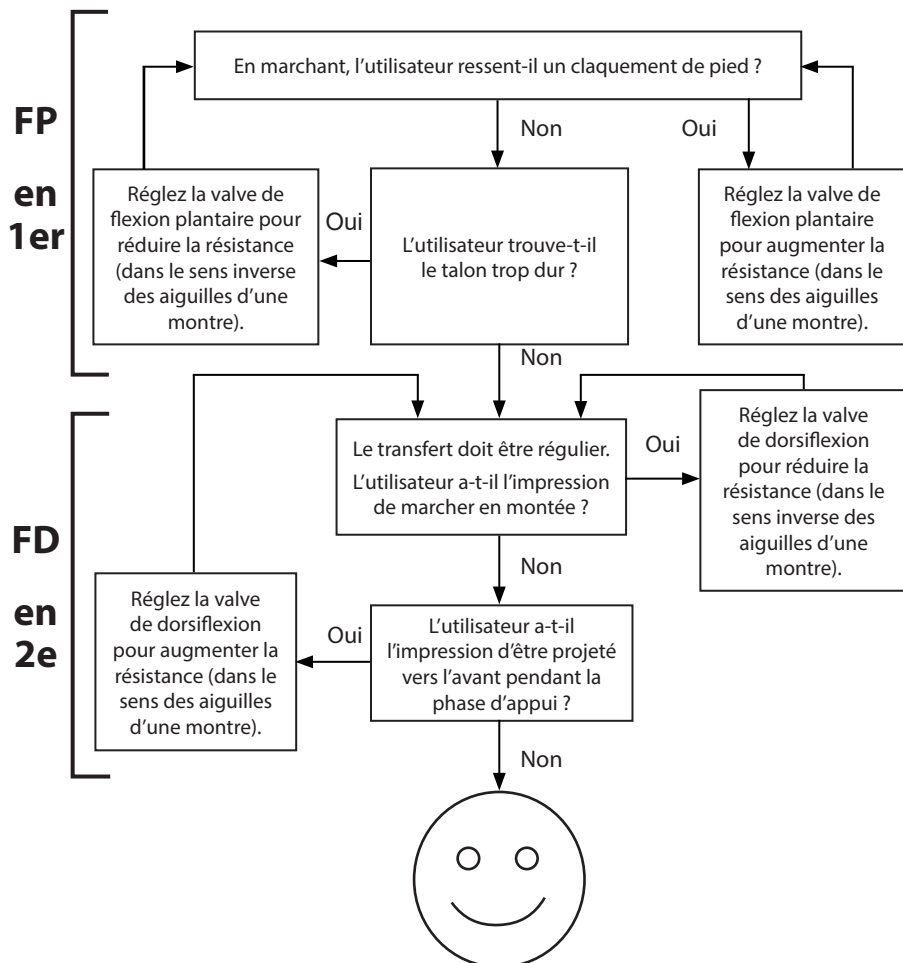 En marchant, l’utilisateur ressent-il un claquement de pied ?
FP
en
1er
Non
Oui
Réglez la valve de
flexion plantaire pour
réduire la résistance
(dans le sens inverse
des aiguilles d’une
montre).
Oui
L’utilisateur trouve-t-il
le talon trop dur ?
Réglez la valve de
flexion plantaire
pour augmenter la
résistance (dans le
sens des aiguilles
d’une montre).
Non
FD
en
2e
Le transfert doit être régulier.
L’utilisateur a-t-il l’impression
de marcher en montée ?
Oui
Réglez la valve
de dorsiflexion
pour réduire la
résistance (dans le
sens inverse des
aiguilles d’une
montre).
Non
Réglez la valve
de dorsiflexion
pour augmenter la
résistance (dans le
sens des aiguilles
d’une montre).
Oui
L’utilisateur a-t-il
l’impression d’être projeté
vers l’avant pendant la
phase d’appui ?
Non